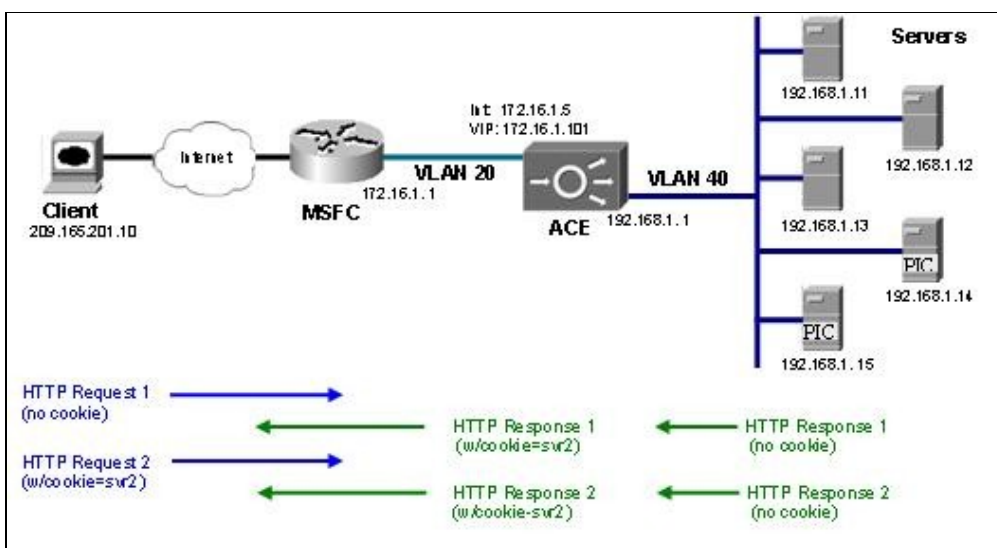 Servers
192.168.1.11
Int: 172.16.1.5
VIP: 172.16.1.101
Internet
VLAN 20
VLAN 40
192.168.1.12
172.16.1.1
Client
209.165.201.10
MSFC
ACE
192.168.1.1
192.168.1.13
PIC
192.168.1.14
PIC
192.168.1.15
HTTP Request 1
(no cookie)
HTTP Response 1
(w/cookie=svr2)
HTTP Response 1
(no cookie)
HTTP Request 2
(w/cookie=svr2)
HTTP Response 2
(w/cookie-svr2)
HTTP Response 2
(no cookie)